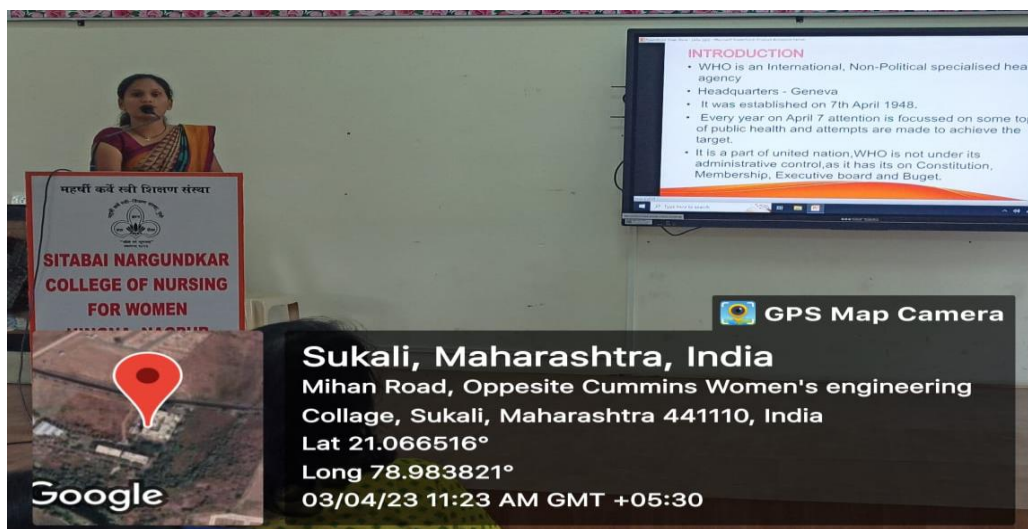 INTRODUCTION
• WHO is an International, Non-Political specialised hea
agency
• Headquarters - Geneva
• It was established on 7th April 1948.
• Every year on April 7 attention is focussed on some to
of public health and attempts are made to achieve the
target.
• It is a part of united nation,WHO is not under its
administrative control,as it has its on Constitution,
Membership, Executive board and Buget.
महर्षी कर्वे स्त्री शिक्षण संस्था
SITABAI NARGUNDKAR
COLLEGE OF NURSING
FOR WOMEN
HINGNA, NAGPUR
GPS Map Camera
Sukali, Maharashtra, India
Mihan Road, Oppesite Cummins Women's engineering
Collage, Sukali, Maharashtra 441110, India
Lat 21.066516°
Long 78.983821°
03/04/23 11:23 AM GMT +05:30
Google